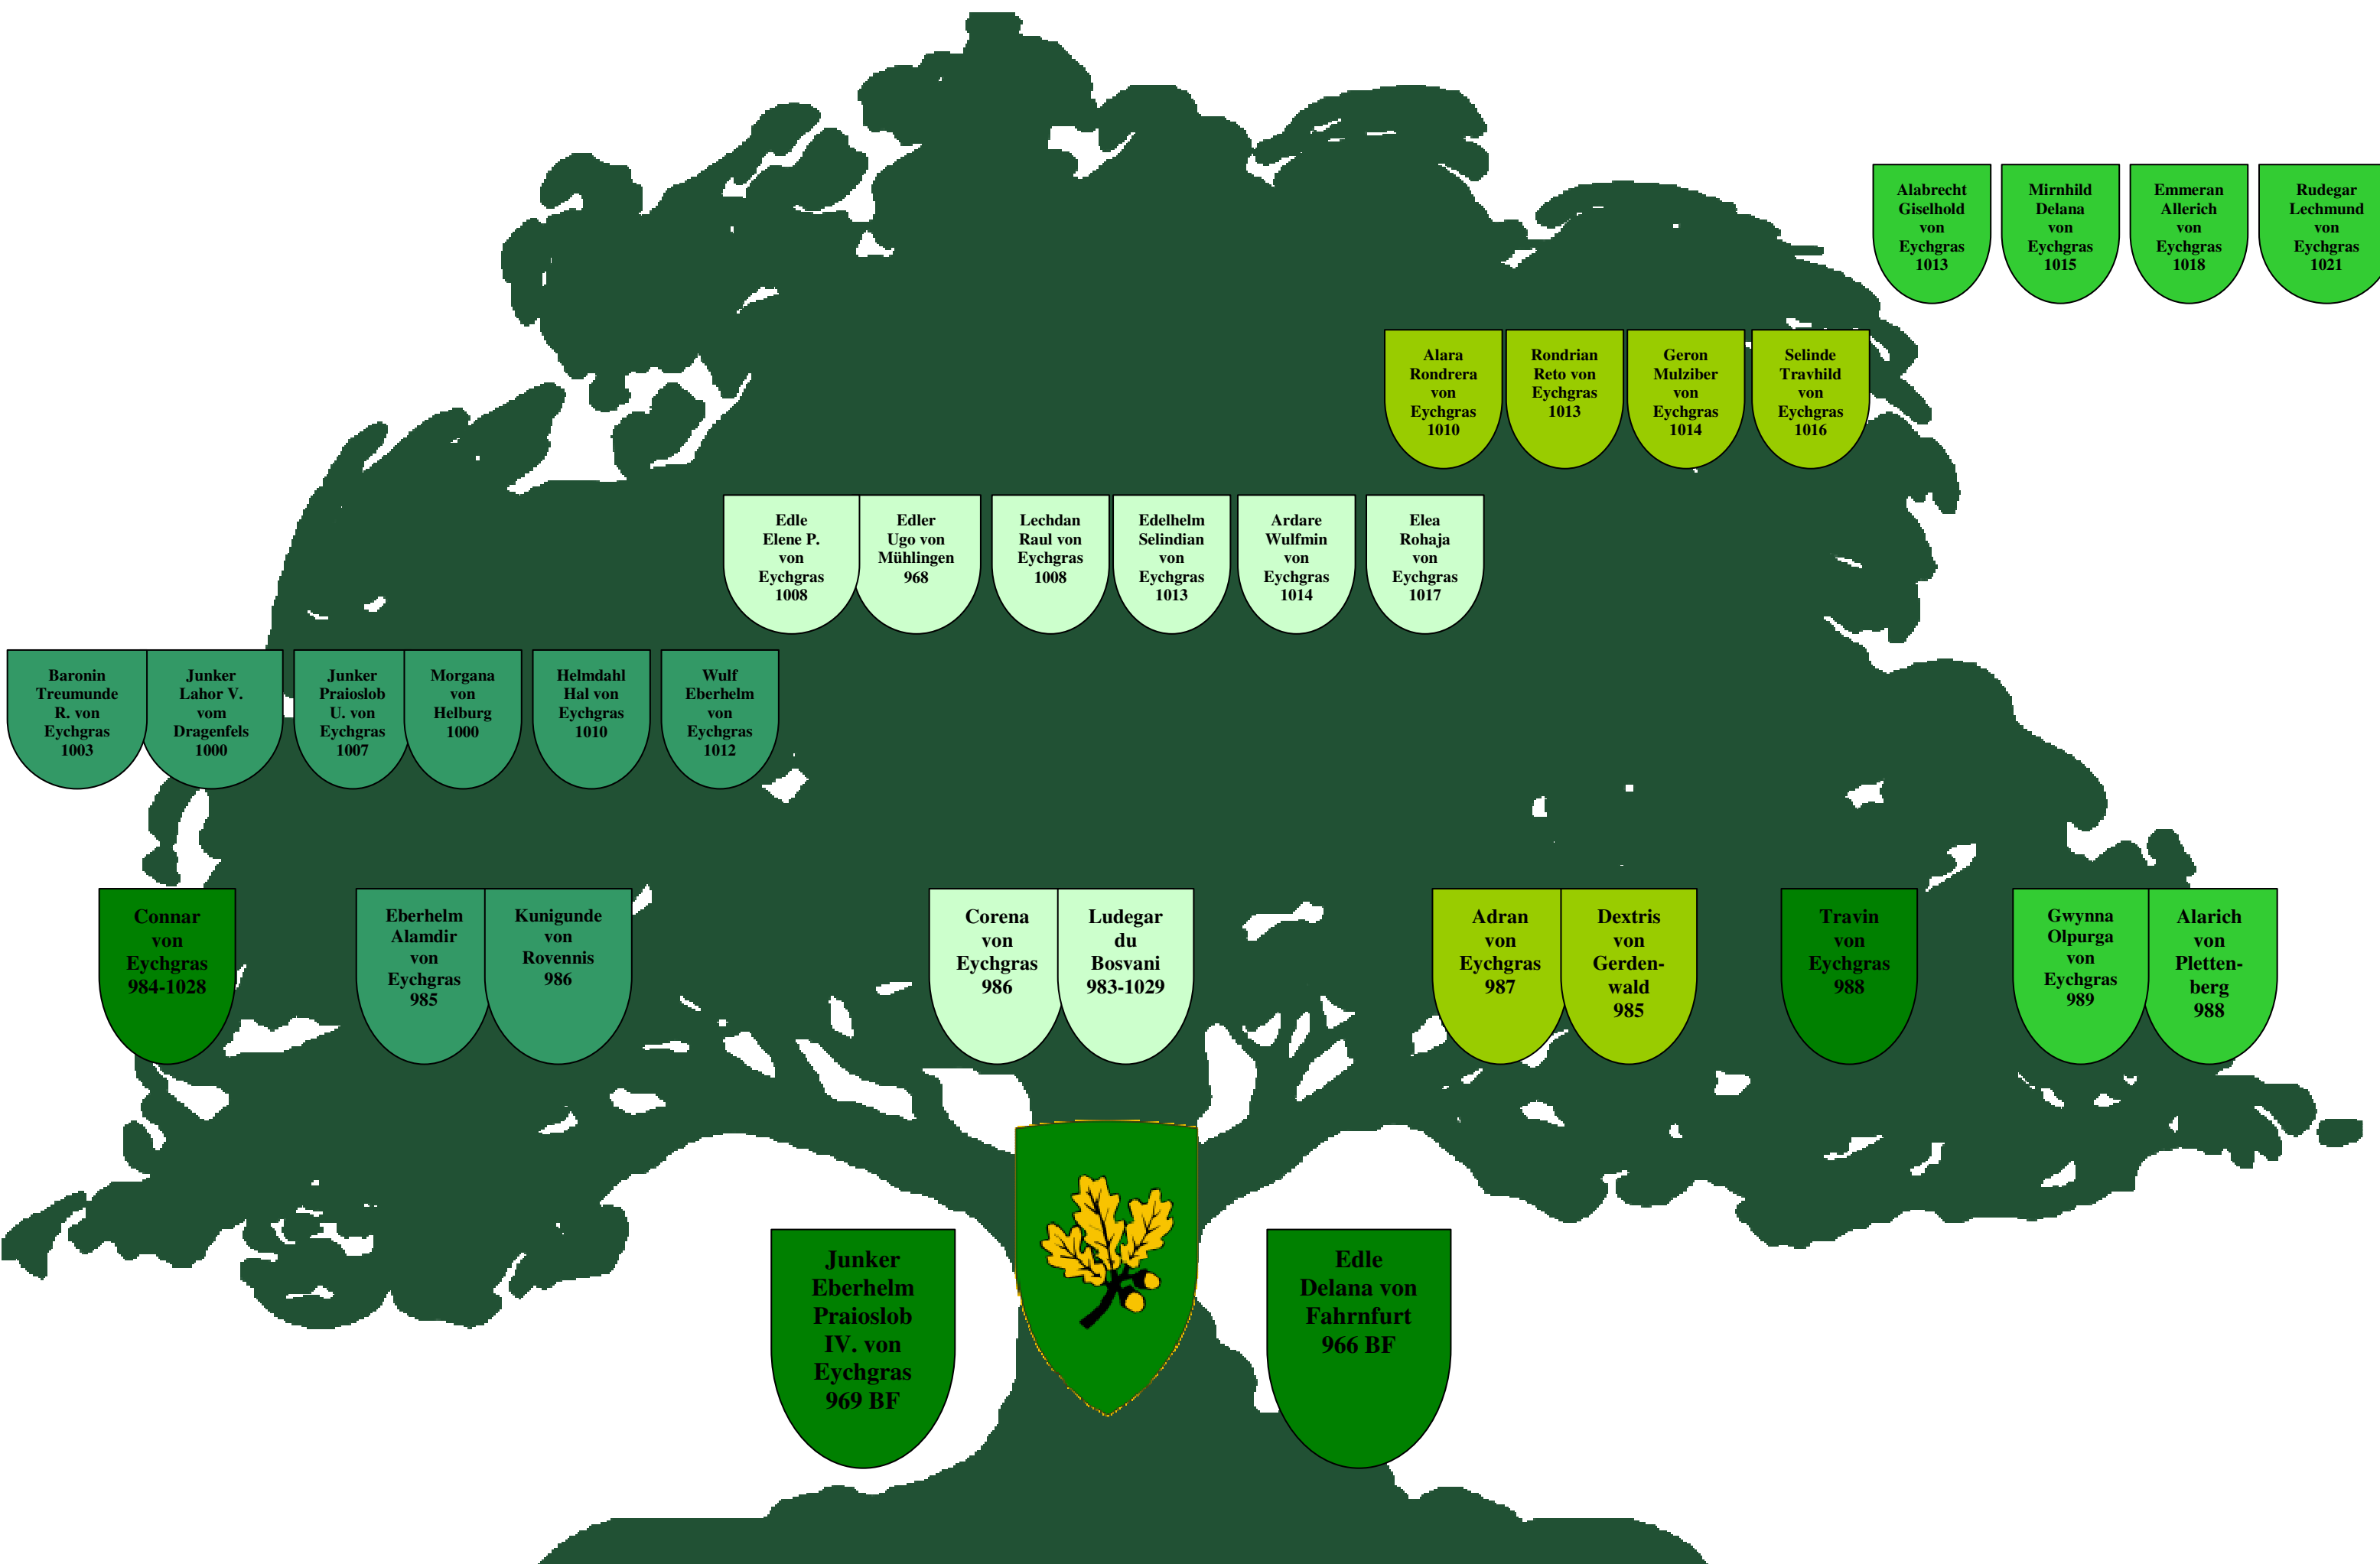 Alabrecht
Giselhold
von
Eychgras
1013
Mirnhild
Delana
von
Eychgras
1015
Emmeran
Allerich
von
Eychgras
1018
Rudegar
Lechmund
von
Eychgras
1021
Alara
Rondrera
von
Eychgras
1010
Rondrian
Reto von
Eychgras
1013
Geron
Mulziber
von
Eychgras
1014
Selinde
Travhild
von
Eychgras
1016
Edle
Elene P.
von
Eychgras
1008
Edler
Ugo von
Mühlingen
968
Lechdan
Raul von
Eychgras
1008
Edelhelm
Selindian
von
Eychgras
1013
Ardare
Wulfmin
von
Eychgras
1014
Elea
Rohaja
von
Eychgras
1017
Baronin
Treumunde
R. von
Eychgras
1003
Junker
Lahor V.
vom
Dragenfels
1000
Junker
Praioslob
U. von
Eychgras
1007
Morgana
von
Helburg
1000
Helmdahl
Hal von
Eychgras
1010
Wulf
Eberhelm
von
Eychgras
1012
Connar
von
Eychgras
984-1028
Eberhelm
Alamdir
von
Eychgras
985
Kunigunde
von
Rovennis
986
Corena
von
Eychgras
986
Ludegar
du
Bosvani
983-1029
Adran
von
Eychgras
987
Dextris
von
Gerden-
wald
985
Travin
von
Eychgras
988
Gwynna
Olpurga
von
Eychgras
989
Alarich
von
Pletten-
berg
988
Junker
Eberhelm
Praioslob
IV. von
Eychgras
969 BF
Edle
Delana von
Fahrnfurt
966 BF